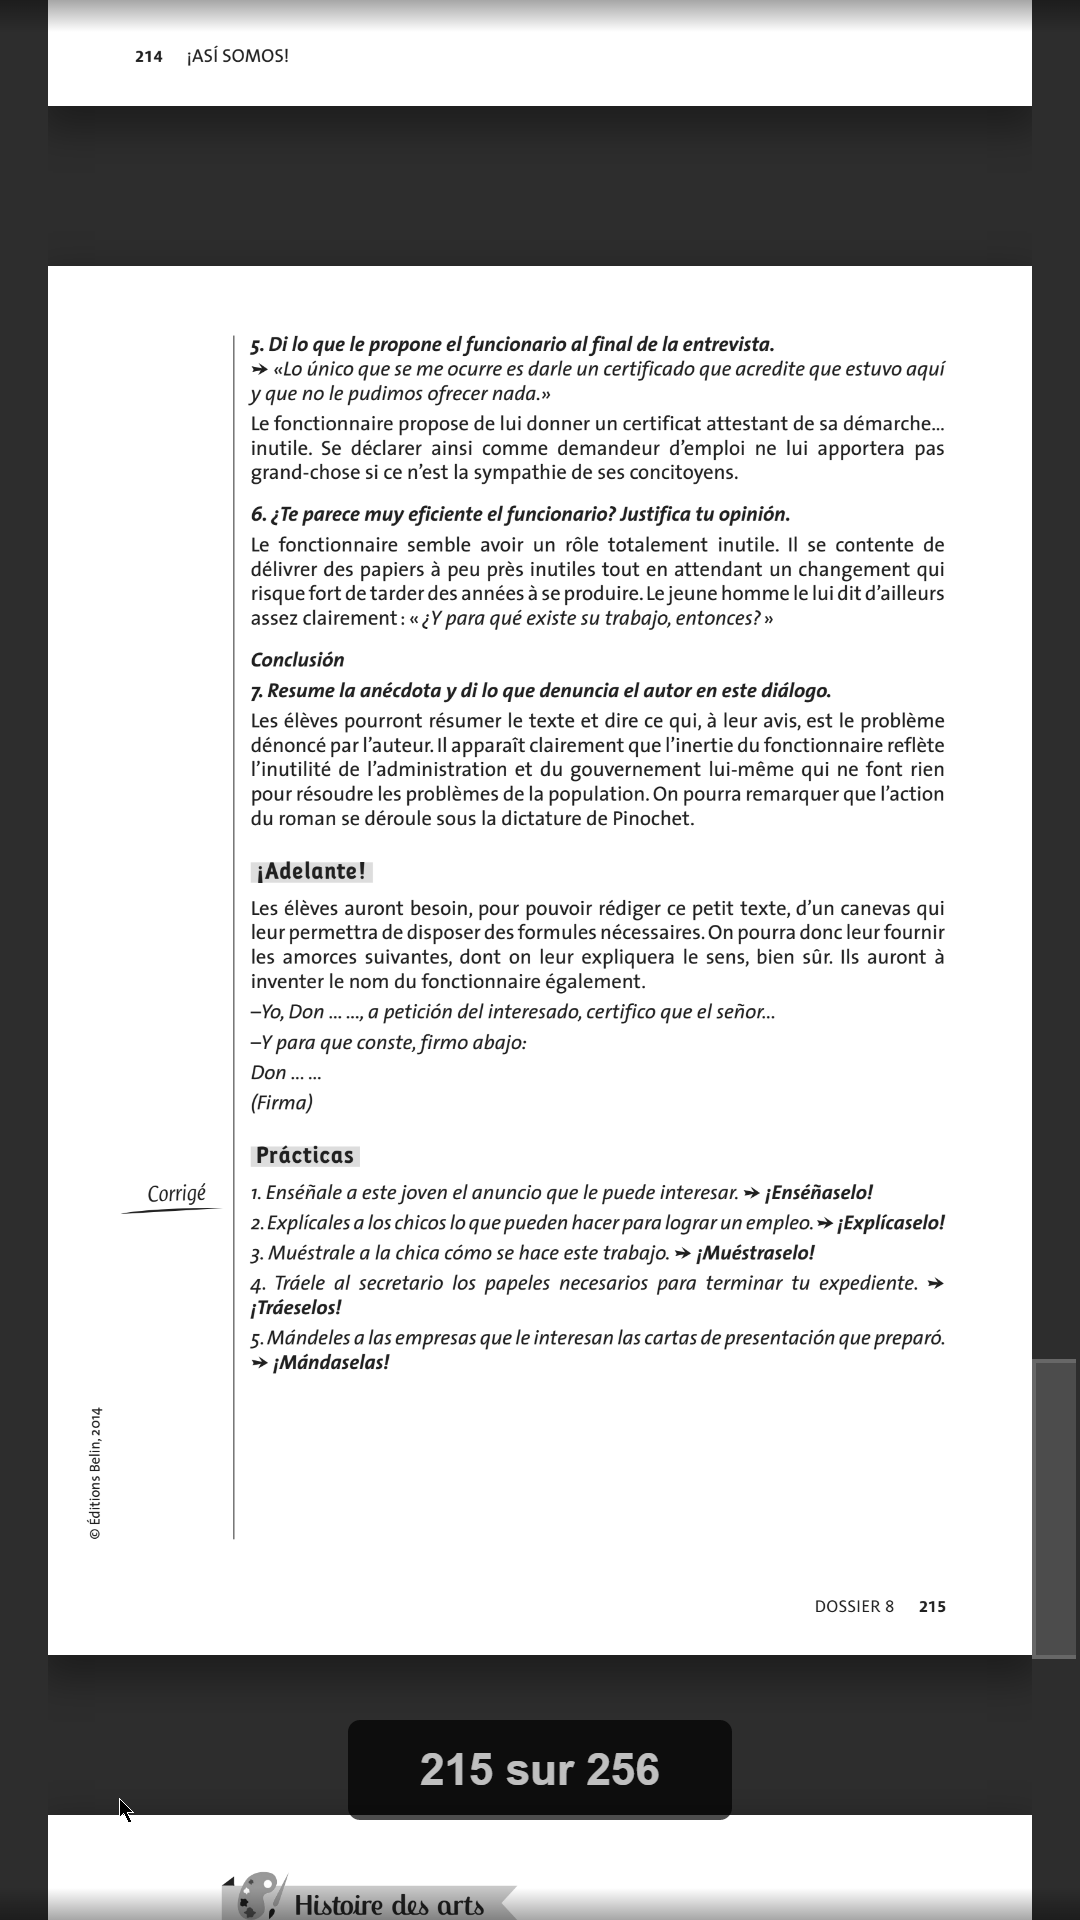 214 ¡ASÍ SOMOS!
5. Di lo que le propone el funcionario al final de la entrevista.
➛ «Lo único que se me ocurre es darle un certificado que acredite que estuvo aquí
y que no le pudimos ofrecer nada.»
Le fonctionnaire propose de lui donner un certificat attestant de sa démarche...
inutile. Se déclarer ainsi comme demandeur d’emploi ne lui apportera pas
grand-chose si ce n’est la sympathie de ses concitoyens.
6. ¿Te parece muy eficiente el funcionario? Justifica tu opinión.
Le fonctionnaire semble avoir un rôle totalement inutile. Il se contente de
délivrer des papiers à peu près inutiles tout en attendant un changement qui
risque fort de tarder des années à se produire. Le jeune homme le lui dit d’ailleurs
assez clairement : « ¿Y para qué existe su trabajo, entonces? »
Conclusión
7. Resume la anécdota y di lo que denuncia el autor en este diálogo.
Les élèves pourront résumer le texte et dire ce qui, à leur avis, est le problème
dénoncé par l’auteur. Il apparaît clairement que l’inertie du fonctionnaire reflète
l’inutilité de l’administration et du gouvernement lui-même qui ne font rien
pour résoudre les problèmes de la population. On pourra remarquer que l’action
du roman se déroule sous la dictature de Pinochet.
¡Adelante!
Les élèves auront besoin, pour pouvoir rédiger ce petit texte, d’un canevas qui
leur permettra de disposer des formules nécessaires. On pourra donc leur fournir
les amorces suivantes, dont on leur expliquera le sens, bien sûr. Ils auront à
inventer le nom du fonctionnaire également.
–Yo, Don ... ..., a petición del interesado, certifico que el señor...
–Y para que conste, firmo abajo:
Don ... ...
(Firma)
Prácticas
Corrigé
1. Enséñale a este joven el anuncio que le puede interesar. ➛ ¡Enséñaselo!
2. Explícales a los chicos lo que pueden hacer para lograr un empleo. ➛ ¡Explícaselo!
3. Muéstrale a la chica cómo se hace este trabajo. ➛ ¡Muéstraselo!
4. Tráele al secretario los papeles necesarios para terminar tu expediente. ➛
¡Tráeselos!
5. Mándeles a las empresas que le interesan las cartas de presentación que preparó.
➛ ¡Mándaselas!
© Éditions Belin, 2014
DOSSIER 8 215
215 sur 256
Histoire des arts